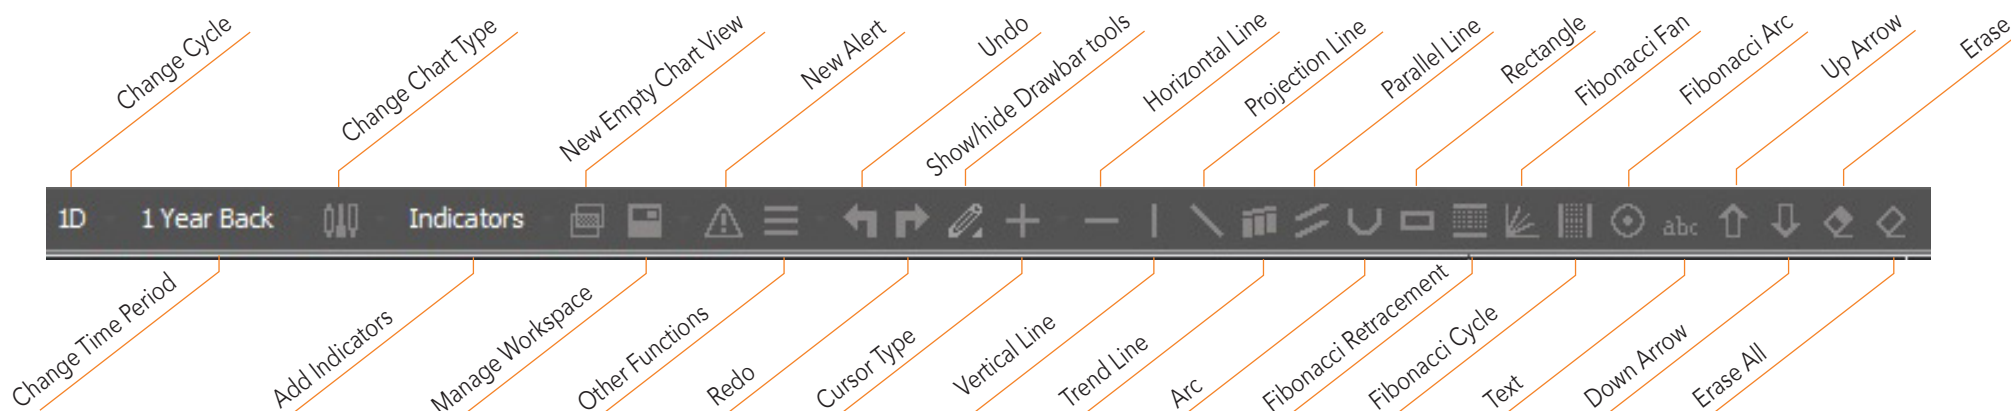 Change Cycle
Change Chart Type
New Empty Chart View
New Alert
Undo
Show/hide Drawbar tools
Horizontal Line
Projection Line
Parallel Line
Rectangle
Fibonacci Fan
Fibonacci Arc
Up Arrow
Erase
1D
1 Year Back
Indicators
abc
Change Time Period
Add Indicators
Manage Workspace
Other Functions
Redo
Cursor Type
Vertical Line
Trend Line
Arc
Fibonacci Retracement
Fibonacci Cycle
Text
Down Arrow
Erase All